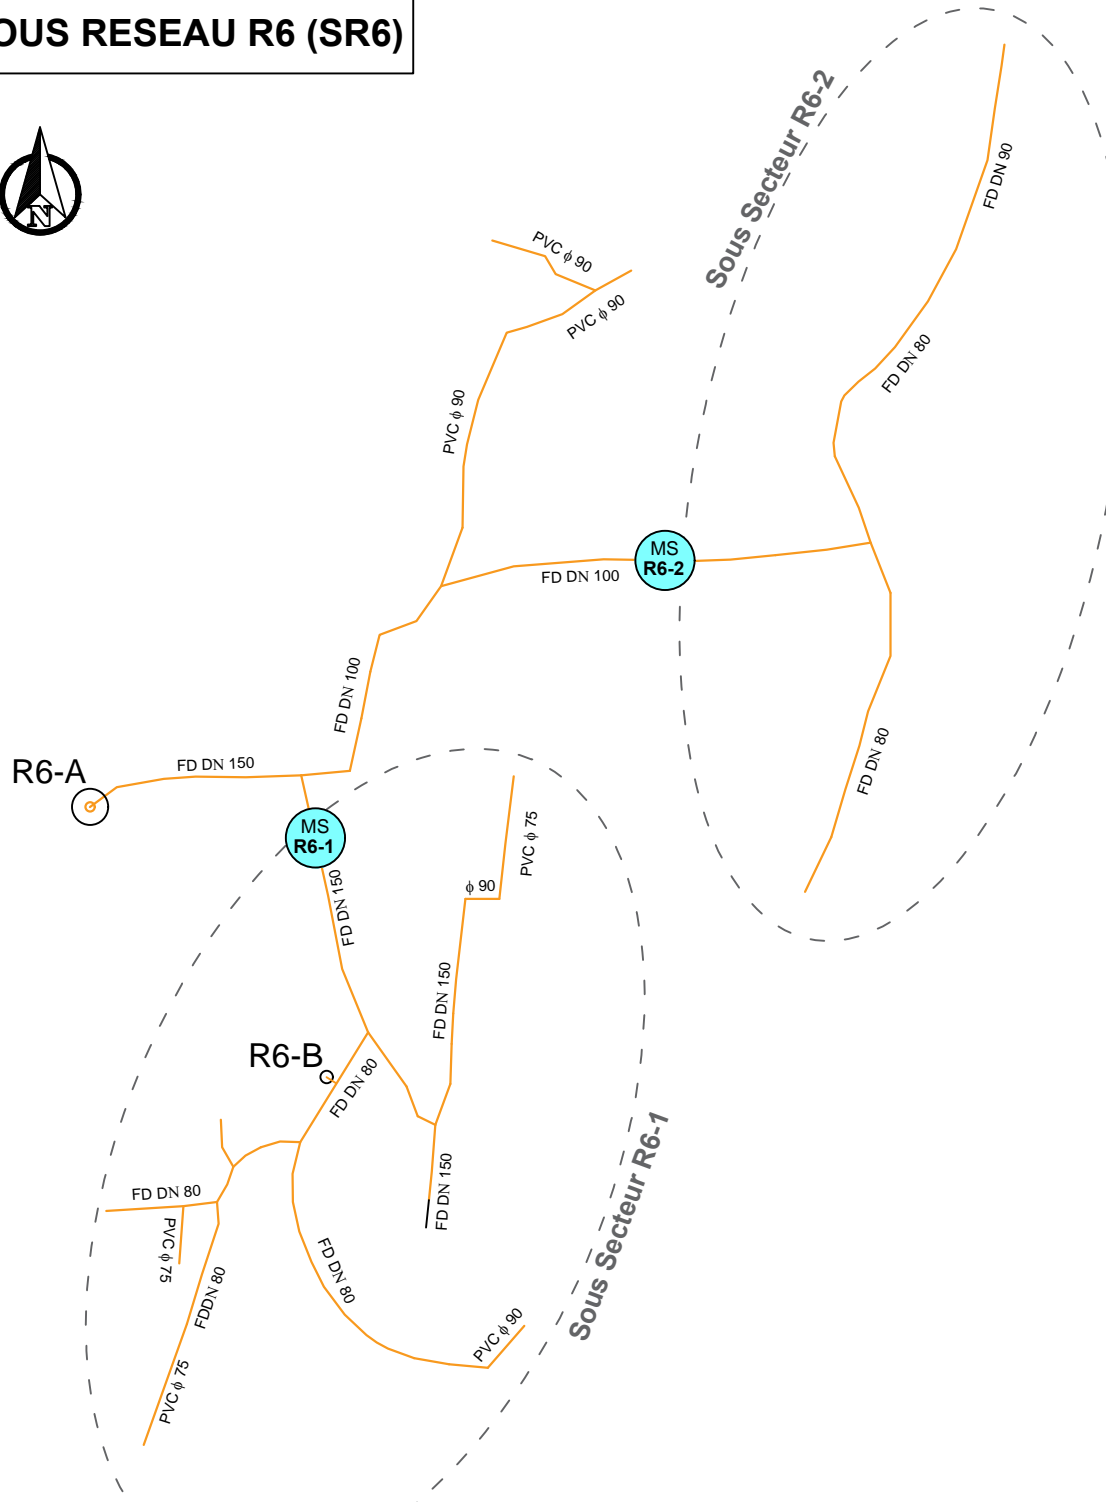 OUS RESEAU R6 (SR6)
N
Sous Secteur R6-2
FD DN 90
PVC ϕ 90
PVC ϕ 90
FD DN 80
PVC ϕ 90
MS
R6-2
FD DN 100
FD DN 100
R6-A
FD DN 150
FD DN 80
MS
R6-1
PVC ϕ 75
ϕ 90
FD DN 150
FD DN 150
R6-B
FD DN 80
FD DN 150
Sous Secteur R6-1
FD DN 80
PVC ϕ 75
FDDN 80
FD DN 80
PVC ϕ 90
PVC ϕ 75